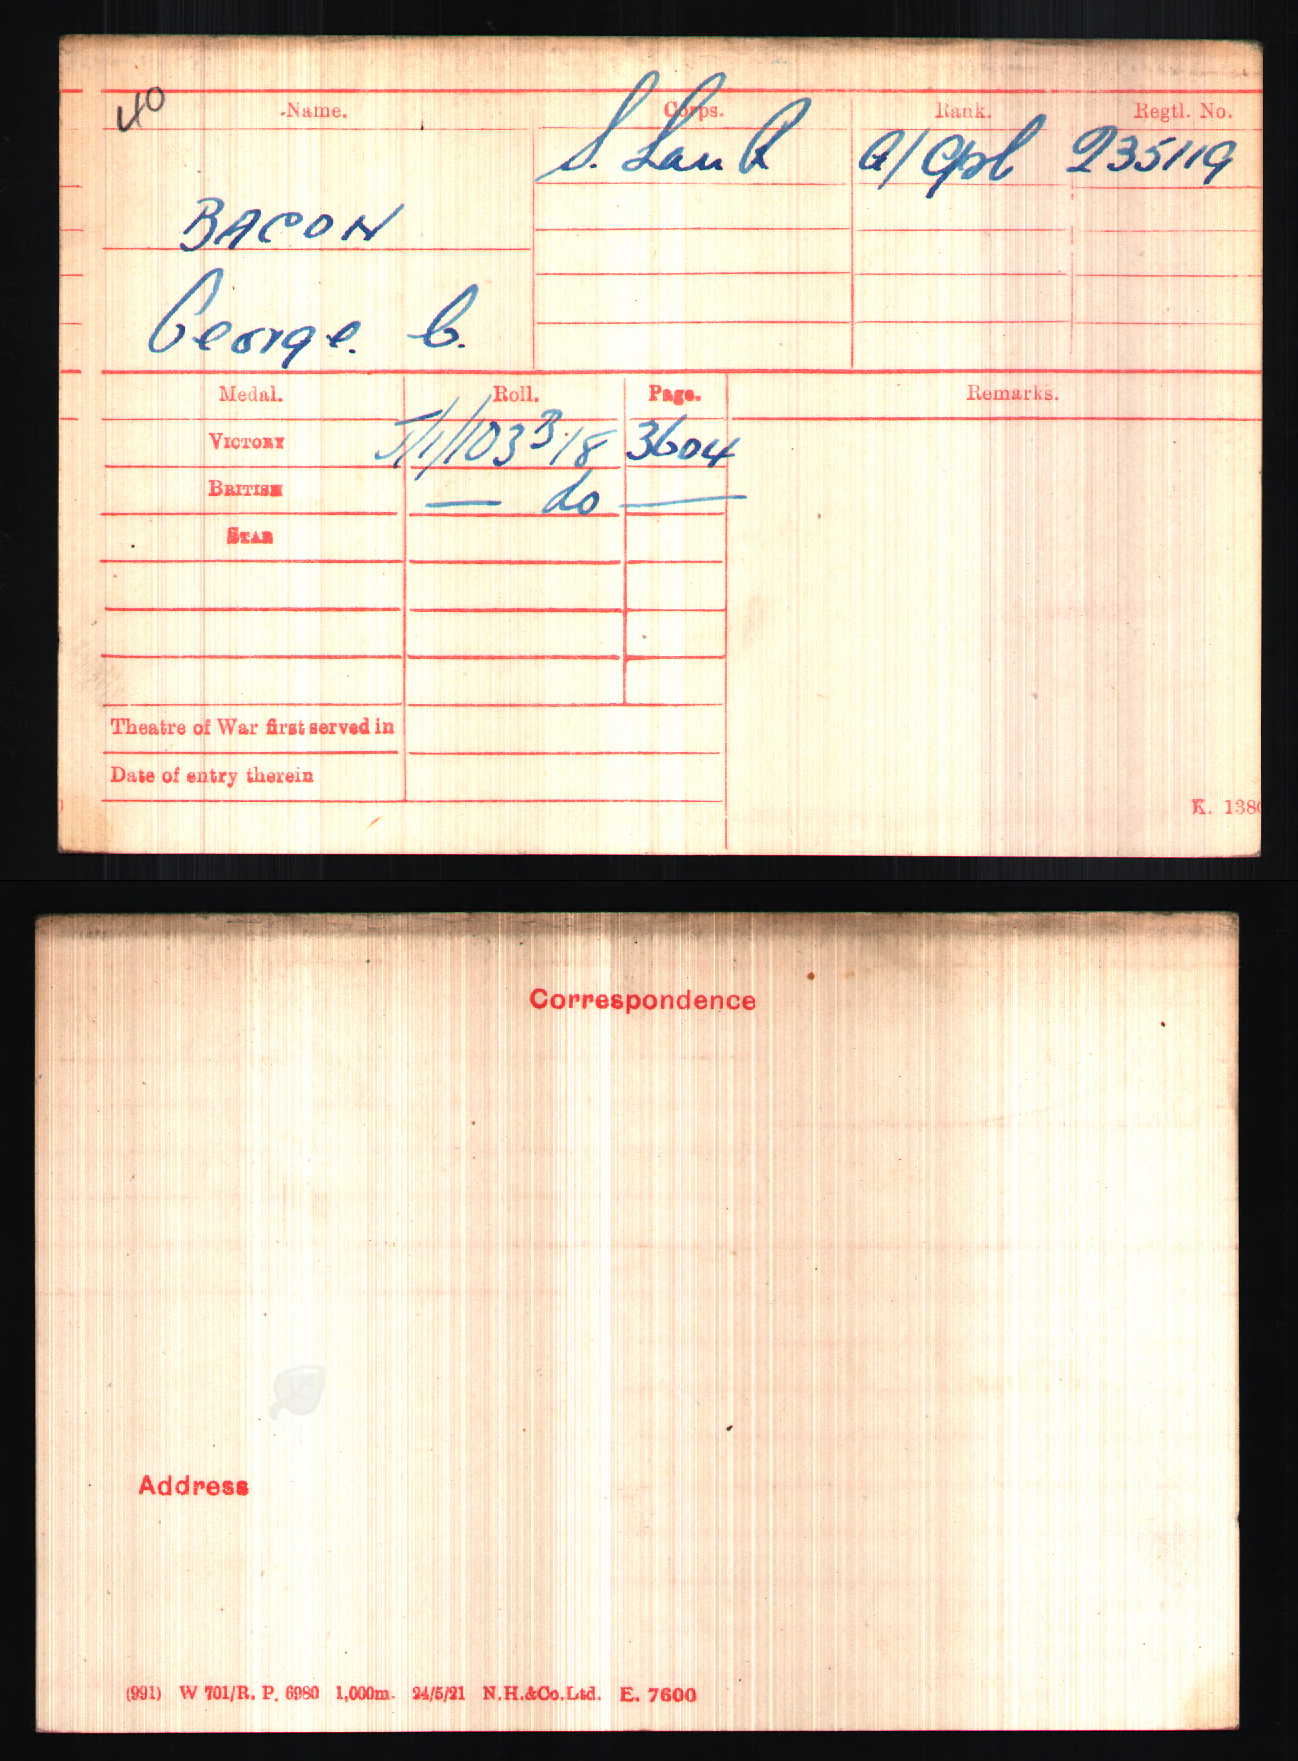 40
Name. Corps. Rank. Regtl. No.
S. Lan R A/Cpl 235119
BACON
George. C.
Medal. Roll. Page. Remarks.
VICTORY J/1/103 B18 3604
BRITISH — do —
STAR
Theatre of War first served in
Date of entry therein
K. 1380
Correspondence
Address
(991) W 701/R. P. 6980 1,000m. 24/5/21 N.H.&Co.Ltd. E. 7600